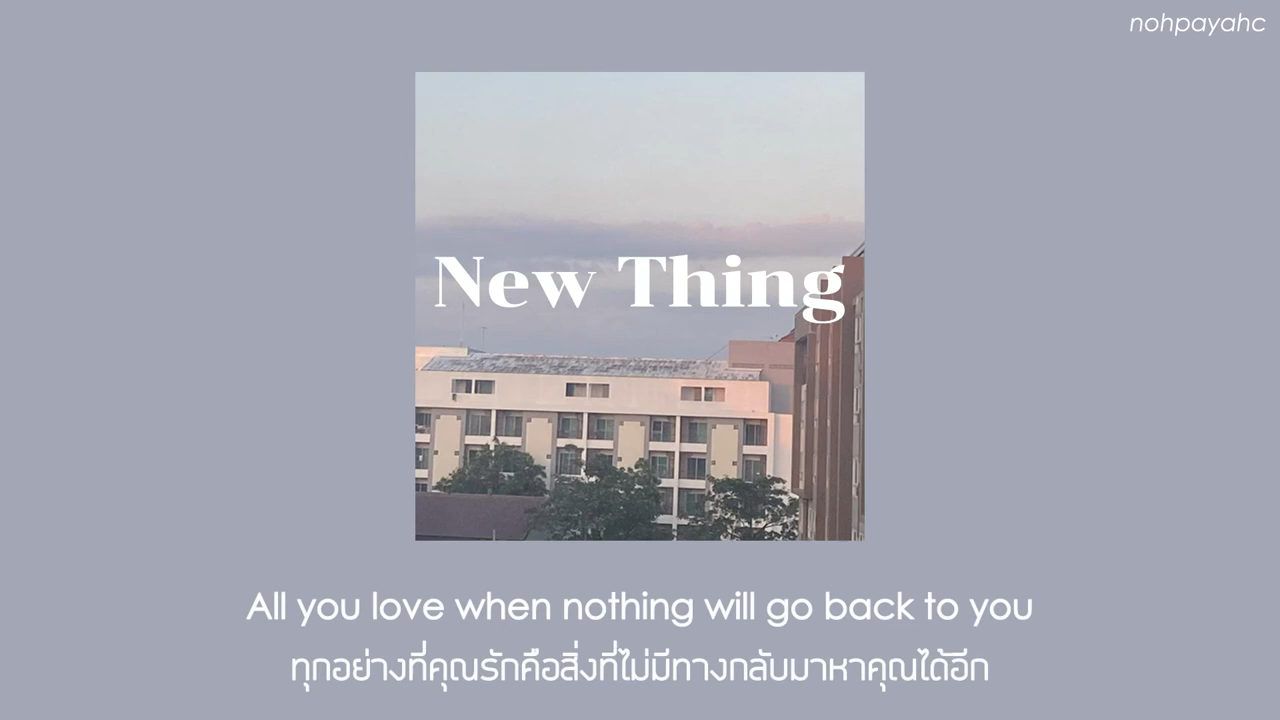 nohpayahc
New Thing
All you love when nothing will go back to you
ทุกอย่างที่คุณรักคือสิ่งที่ไม่มีทางกลับมาหาคุณได้อีก